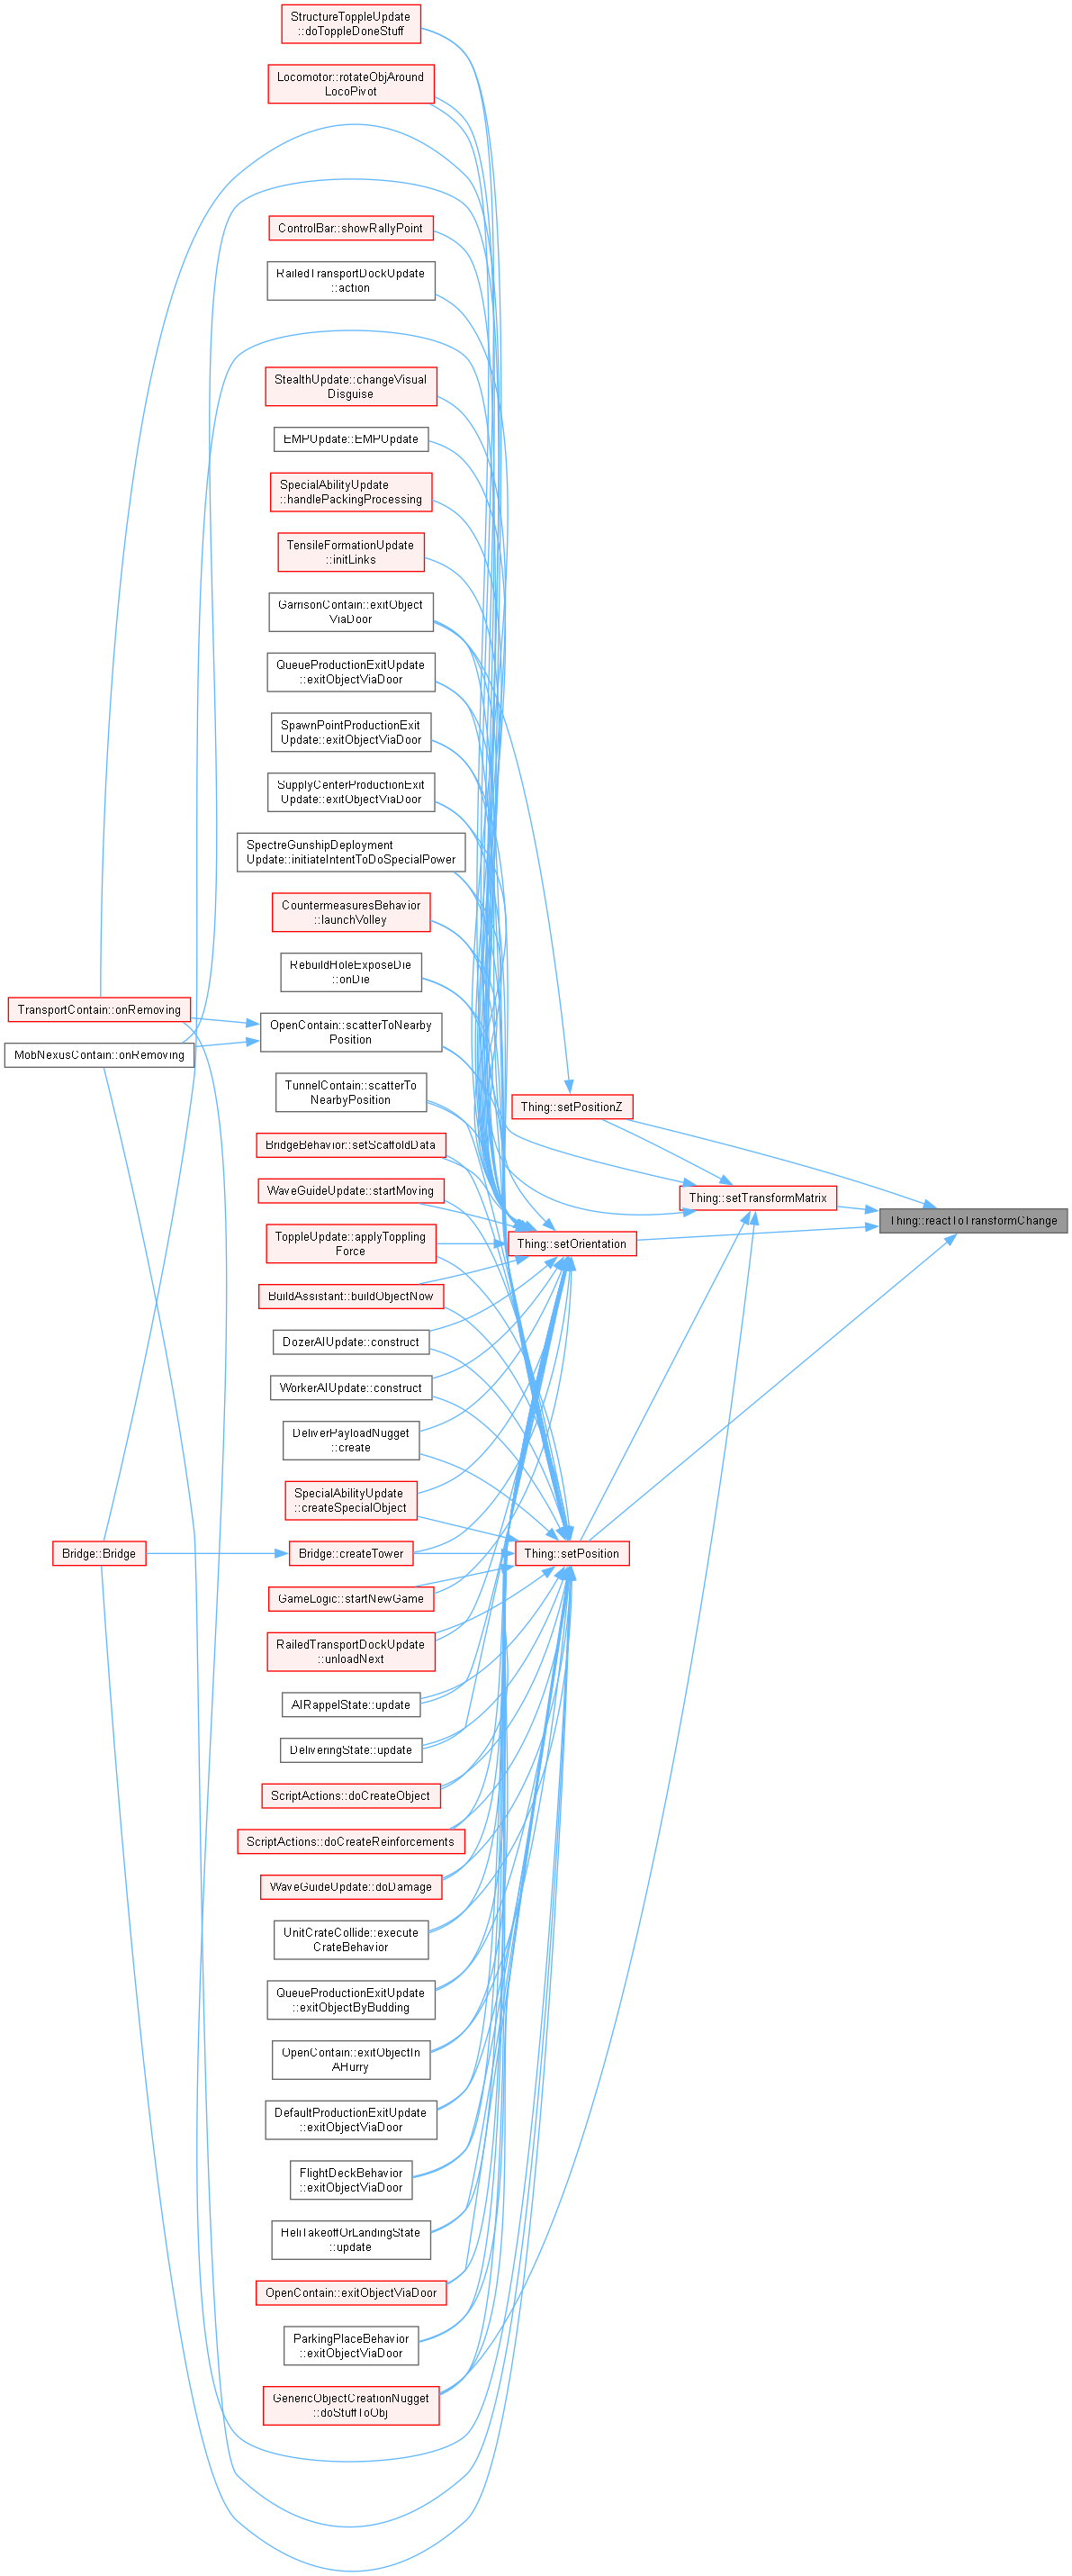 StructureToppleUpdate
::doToppleDoneStuff
Locomotor::rotateObjAround
LocoPivot
ControlBar::showRallyPoint
RailedTransportDockUpdate
::action
StealthUpdate::changeVisual
Disguise
EMPUpdate::EMPUpdate
SpecialAbilityUpdate
::handlePackingProcessing
TensileFormationUpdate
::initLinks
GarrisonContain::exitObject
ViaDoor
QueueProductionExitUpdate
::exitObjectViaDoor
SpawnPointProductionExit
Update::exitObjectViaDoor
SupplyCenterProductionExit
Update::exitObjectViaDoor
SpectreGunshipDeployment
Update::initiateIntentToDoSpecialPower
CountermeasuresBehavior
::launchVolley
RebuildHoleExposeDie
::onDie
TransportContain::onRemoving
OpenContain::scatterToNearby
Position
MobNexusContain::onRemoving
TunnelContain::scatterTo
NearbyPosition
Thing::setPositionZ
BridgeBehavior::setScaffoldData
WaveGuideUpdate::startMoving
Thing::setTransformMatrix
Thing::reactToTransformChange
ToppleUpdate::applyToppling
Force
Thing::setOrientation
BuildAssistant::buildObjectNow
DozerAIUpdate::construct
WorkerAIUpdate::construct
DeliverPayloadNugget
::create
SpecialAbilityUpdate
::createSpecialObject
Bridge::Bridge
Bridge::createTower
Thing::setPosition
GameLogic::startNewGame
RailedTransportDockUpdate
::unloadNext
AIRappelState::update
DeliveringState::update
ScriptActions::doCreateObject
ScriptActions::doCreateReinforcements
WaveGuideUpdate::doDamage
UnitCrateCollide::execute
CrateBehavior
QueueProductionExitUpdate
::exitObjectByBudding
OpenContain::exitObjectIn
AHurry
DefaultProductionExitUpdate
::exitObjectViaDoor
FlightDeckBehavior
::exitObjectViaDoor
HeliTakeoffOrLandingState
::update
OpenContain::exitObjectViaDoor
ParkingPlaceBehavior
::exitObjectViaDoor
GenericObjectCreationNugget
::doStuffToObj